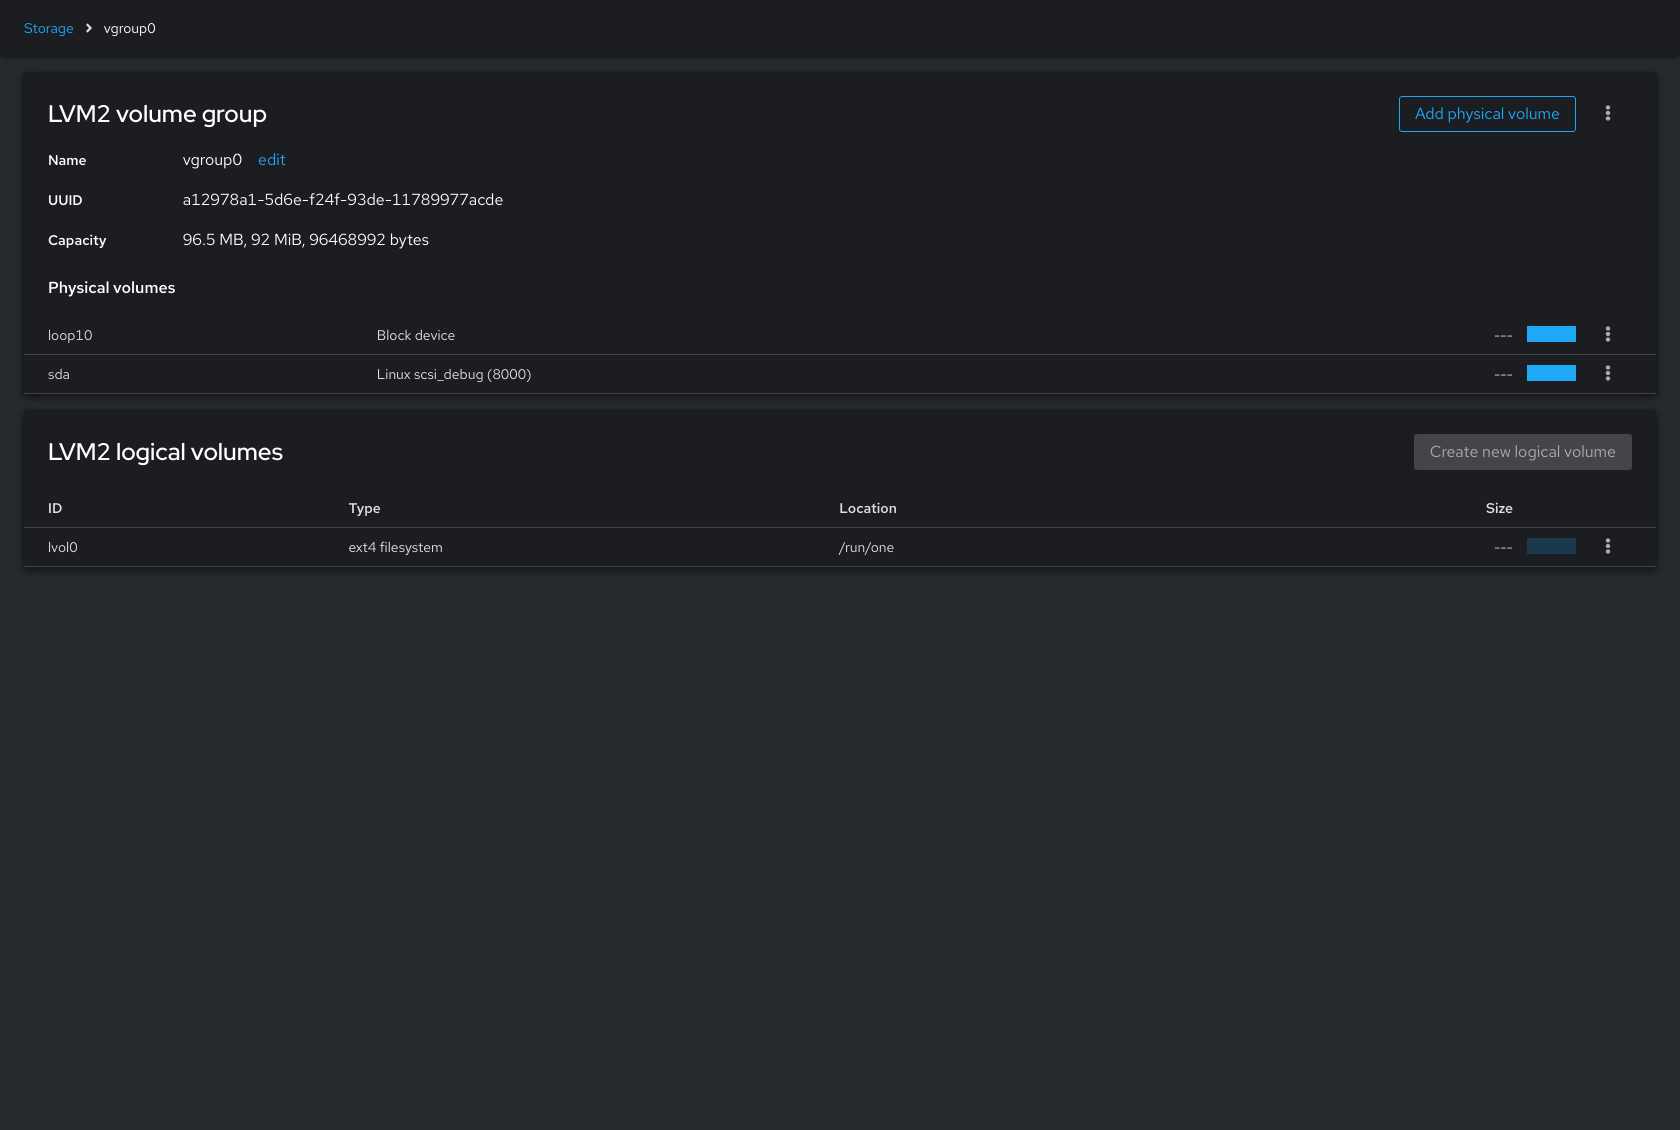 Storage vgroup0
LVM2 volume group
Add physical volume
Name vgroup0 edit
UUID a12978a1-5d6e-f24f-93de-11789977acde
Capacity 96.5 MB, 92 MiB, 96468992 bytes
Physical volumes
loop10 Block device ---
sda Linux scsi_debug (8000) ---
LVM2 logical volumes
Create new logical volume
ID Type Location Size
lvol0 ext4 filesystem /run/one ---